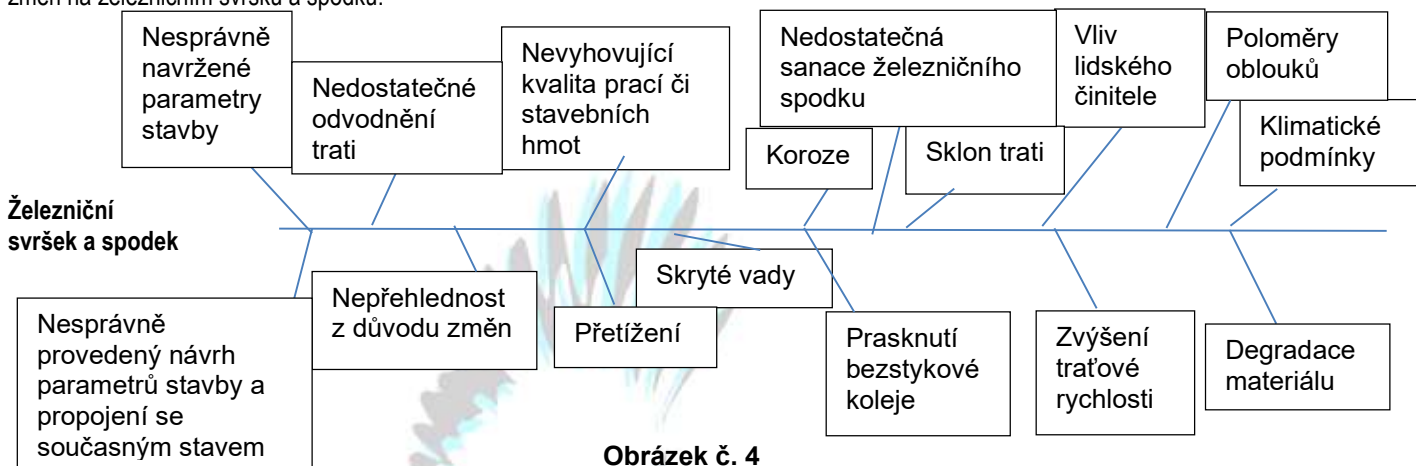 změn na železničním svršku a spodku.
Nesprávně
navržené
parametry
stavby
Nedostatečné
odvodnění
trati
Nevyhovující
kvalita prací či
stavebních
hmot
Koroze
Nedostatečná
sanace železničního
spodku
Sklon trati
Vliv
lidského
činitele
Poloměry
oblouků
Klimatické
podmínky
Železniční
svršek a spodek
Nesprávně
provedený návrh
parametrů stavby a
propojení se
současným stavem
Nepřehlednost
z důvodu změn
Přetížení
Skryté vady
Prasknutí
bezstykové
koleje
Zvýšení
traťové
rychlosti
Degradace
materiálu
Obrázek č. 4